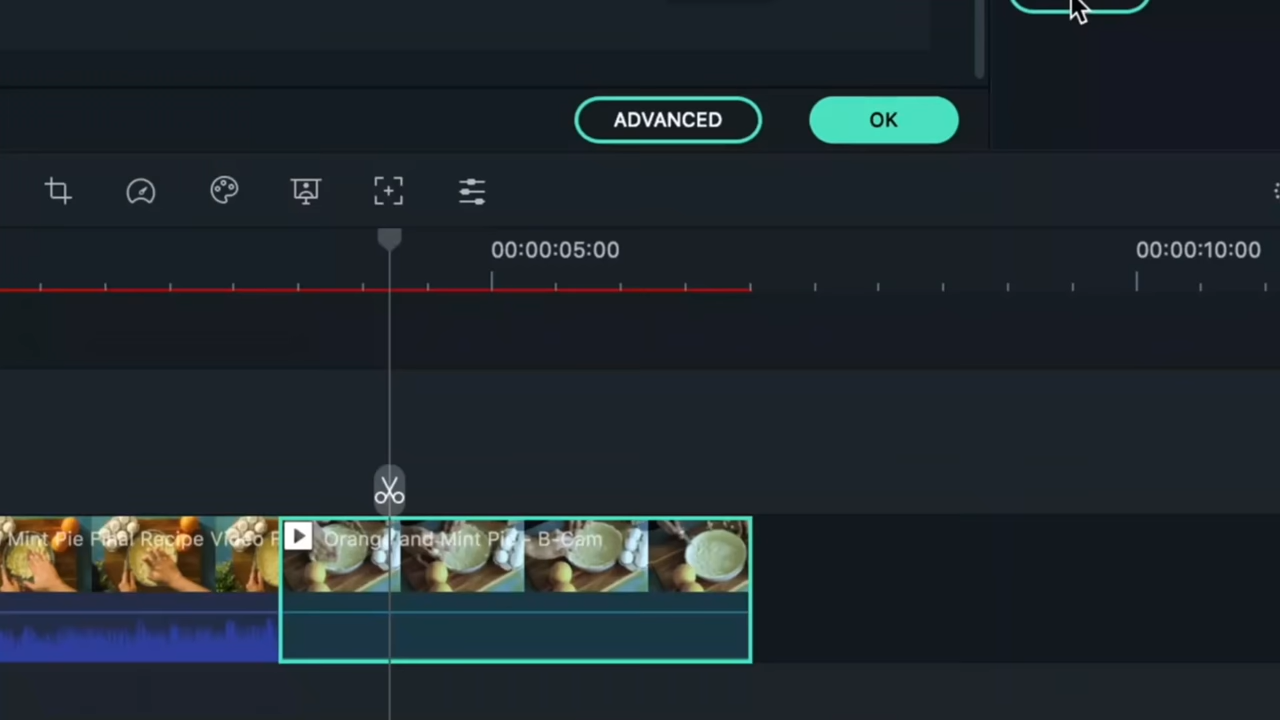 ADVANCED
OK
00:00:05:00
00:00:10:00
Mint Pie Final Recipe Video F
Orange and Mint Pie - B-Cam